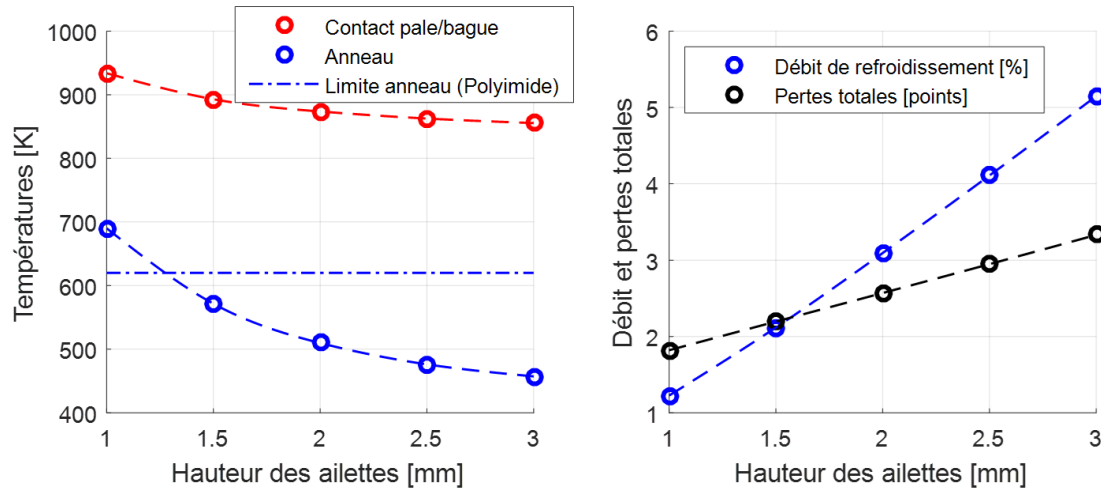 Températures [K]
1000
900
800
700
600
500
400
1
1.5
2
2.5
3
Hauteur des ailettes [mm]
Contact pale/bague
Anneau
Limite anneau (Polyimide)
Débit et pertes totales
6
5
4
3
2
1
1
1.5
2
2.5
3
Hauteur des ailettes [mm]
Débit de refroidissement [%]
Pertes totales [points]